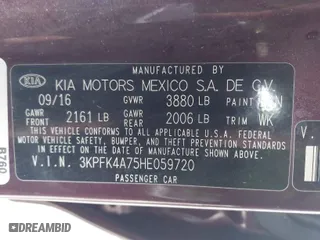 MANUFACTURED BY
KIA KIA MOTORS MEXICO S.A. DE C.V.
09/16 GVWR 3880 LB PAINT
GAWR FRONT 2161 LB GAWR REAR 2006 LB TRIM WK
THIS VEHICLE CONFORMS TO ALL APPLICABLE
FEDERAL MOTOR VEHICLE SAFETY, BUMPER, AND
THEFT PREVENTION STANDARDS IN EFFECT ON
THE DATE OF MANUFACTURE SHOWN ABOVE.
V.I.N. 3KPFK4A75HE059720
PASSENGER CAR
B760
© DREAMBID.COM